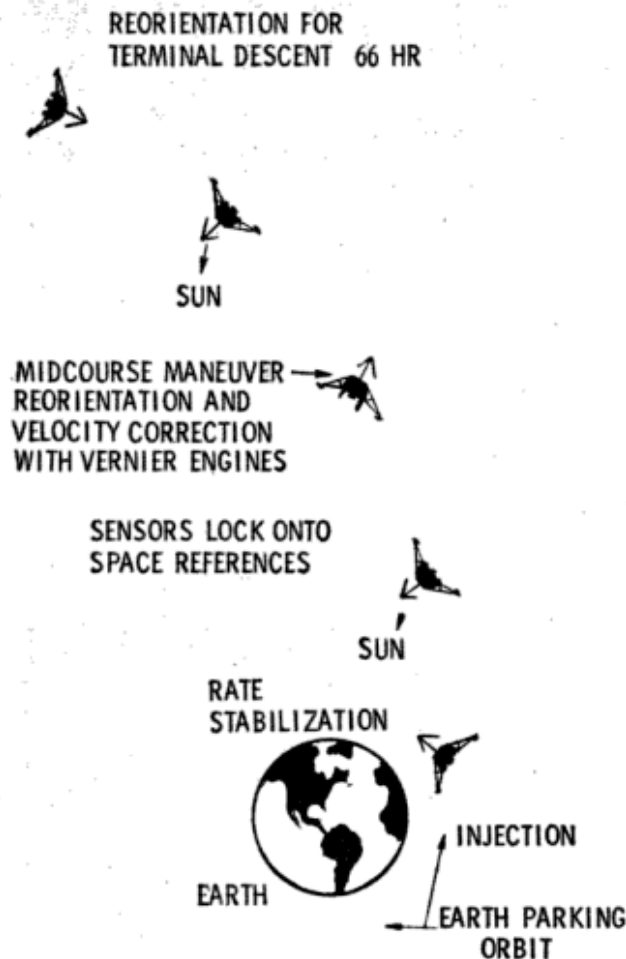 REORIENTATION FOR
TERMINAL DESCENT 66 HR
SUN
MIDCOURSE MANEUVER
REORIENTATION AND
VELOCITY CORRECTION
WITH VERNIER ENGINES
SENSORS LOCK ONTO
SPACE REFERENCES
SUN
RATE
STABILIZATION
INJECTION
EARTH
EARTH PARKING
ORBIT